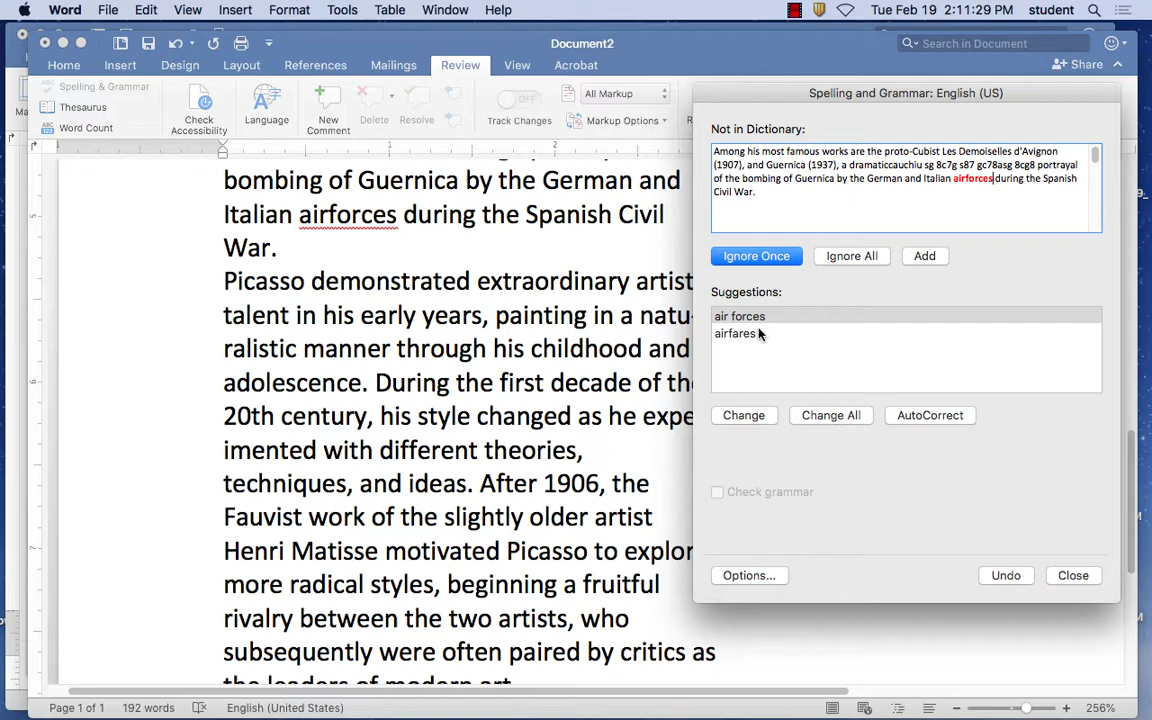 Word File Edit View Insert Format Tools Table Window Help Tue Feb 19 2:11:29 PM student
Document2 Search in Document
Home Insert Design Layout References Mailings Review View Acrobat Share
Spelling & Grammar
Thesaurus
Word Count
Check Accessibility
Language
New Comment
Delete
Resolve
OFF
Track Changes
All Markup
Markup Options
bombing of Guernica by the German and
Italian airforces during the Spanish Civil
War.
Picasso demonstrated extraordinary artist
talent in his early years, painting in a natu-
ralistic manner through his childhood and
adolescence. During the first decade of the
20th century, his style changed as he expe
imented with different theories,
techniques, and ideas. After 1906, the
Fauvist work of the slightly older artist
Henri Matisse motivated Picasso to explor
more radical styles, beginning a fruitful
rivalry between the two artists, who
subsequently were often paired by critics as
the leaders of modern art.
Spelling and Grammar: English (US)
Not in Dictionary:
Among his most famous works are the proto-Cubist Les Demoiselles d'Avignon
(1907), and Guernica (1937), a dramaticcauchiu sg 8c7g s87 gc78asg 8cg8 portrayal
of the bombing of Guernica by the German and Italian airforces during the Spanish
Civil War.
Ignore Once Ignore All Add
Suggestions:
air forces
airfares
Change Change All AutoCorrect
Check grammar
Options... Undo Close
Page 1 of 1 192 words English (United States) 256%